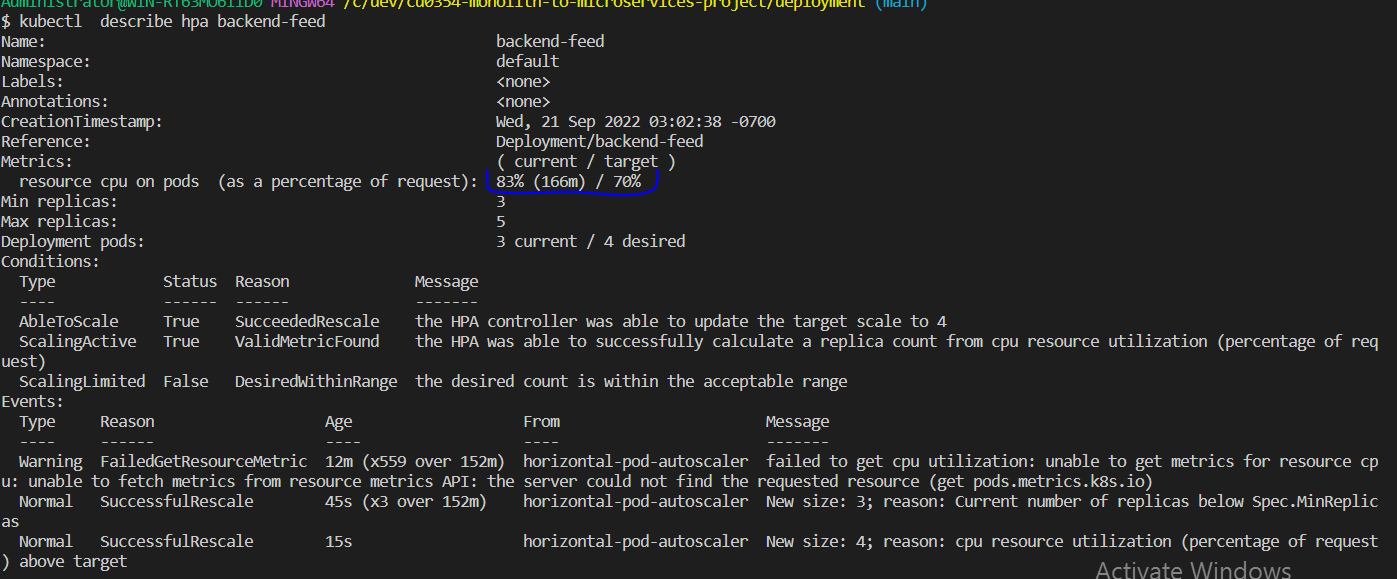 Administrator@WIN-RT63MO6I1D0 MINGW64 /c/dev/cd0354-monolith-to-microservices-project/deployment (main)
$ kubectl  describe hpa backend-feed
Name:                                                  backend-feed
Namespace:                                             default
Labels:                                                <none>
Annotations:                                           <none>
CreationTimestamp:                                     Wed, 21 Sep 2022 03:02:38 -0700
Reference:                                             Deployment/backend-feed
Metrics:                                               ( current / target )
  resource cpu on pods  (as a percentage of request):  83% (166m) / 70%
Min replicas:                                          3
Max replicas:                                          5
Deployment pods:                                       3 current / 4 desired
Conditions:
  Type            Status  Reason              Message
  ----            ------  ------              -------
  AbleToScale     True    SucceededRescale    the HPA controller was able to update the target scale to 4
  ScalingActive   True    ValidMetricFound    the HPA was able to successfully calculate a replica count from cpu resource utilization (percentage of req
uest)
  ScalingLimited  False   DesiredWithinRange  the desired count is within the acceptable range
Events:
  Type     Reason                   Age                   From                       Message
  ----     ------                   ----                  ----                       -------
  Warning  FailedGetResourceMetric  12m (x559 over 152m)  horizontal-pod-autoscaler  failed to get cpu utilization: unable to get metrics for resource cp
u: unable to fetch metrics from resource metrics API: the server could not find the requested resource (get pods.metrics.k8s.io)
  Normal   SuccessfulRescale        45s (x3 over 152m)    horizontal-pod-autoscaler  New size: 3; reason: Current number of replicas below Spec.MinReplic
as
  Normal   SuccessfulRescale        15s                   horizontal-pod-autoscaler  New size: 4; reason: cpu resource utilization (percentage of request
) above target
Activate Windows